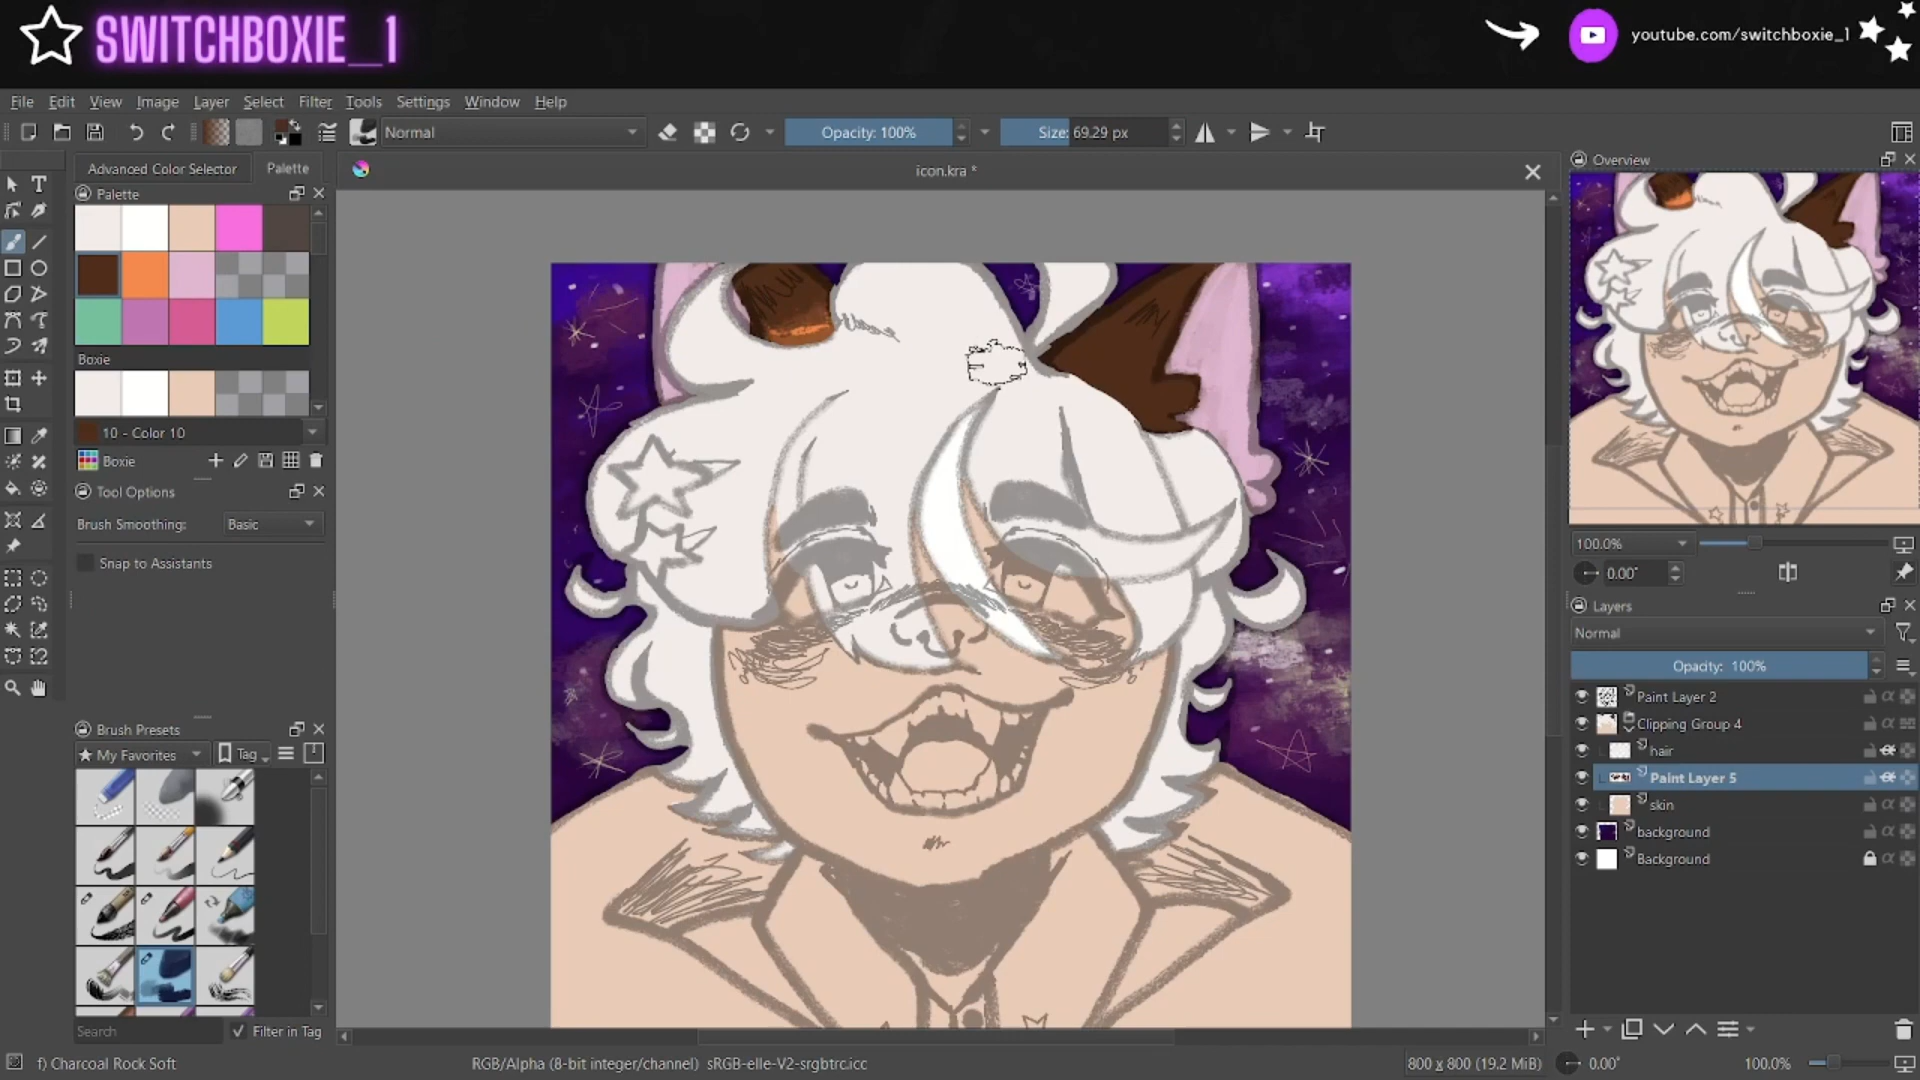 SWITCHBOXIE_1
youtube.com/switchboxie_1
File Edit View Image Layer Select Filter Tools Settings Window Help
Normal
Opacity: 100%
Size: 69.29 px
Advanced Color Selector
Palette
icon.kra *
Overview
Palette
Boxie
10 - Color 10
Boxie
Tool Options
Brush Smoothing: Basic
Snap to Assistants
100.0%
0.00°
Layers
Normal
Opacity: 100%
Paint Layer 2
Clipping Group 4
hair
Paint Layer 5
skin
background
Background
Brush Presets
My Favorites
Tag
Search
Filter in Tag
f) Charcoal Rock Soft
RGB/Alpha (8-bit integer/channel) sRGB-elle-V2-srgbtrc.icc
800 x 800 (19.2 MiB)
0.00°
100.0%